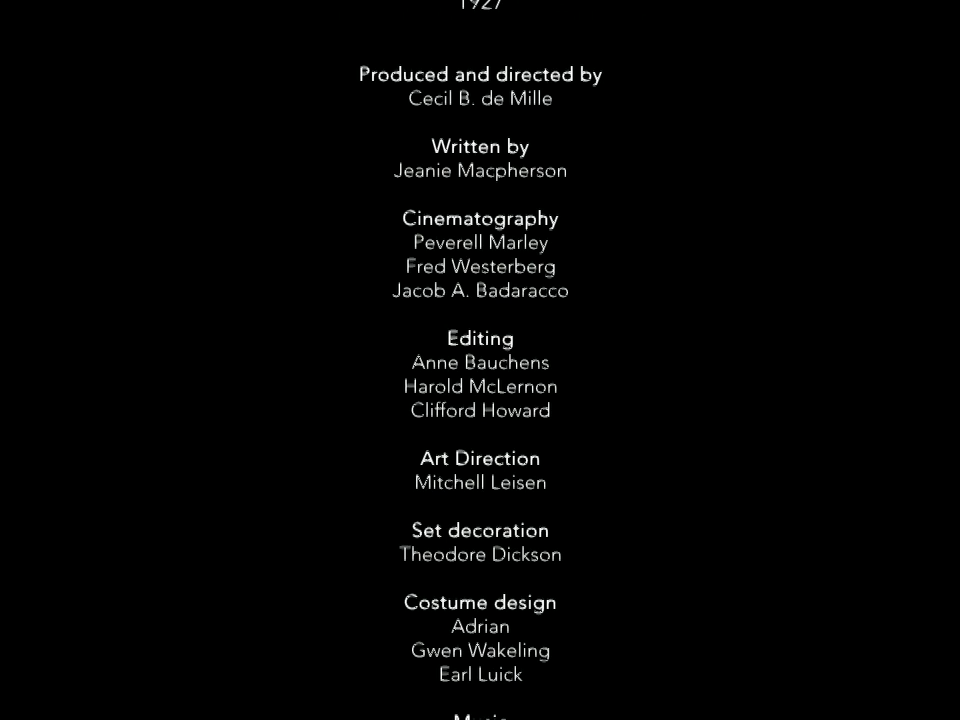 1927
Produced and directed by
Cecil B. de Mille
Written by
Jeanie Macpherson
Cinematography
Peverell Marley
Fred Westerberg
Jacob A. Badaracco
Editing
Anne Bauchens
Harold McLernon
Clifford Howard
Art Direction
Mitchell Leisen
Set decoration
Theodore Dickson
Costume design
Adrian
Gwen Wakeling
Earl Luick
Music